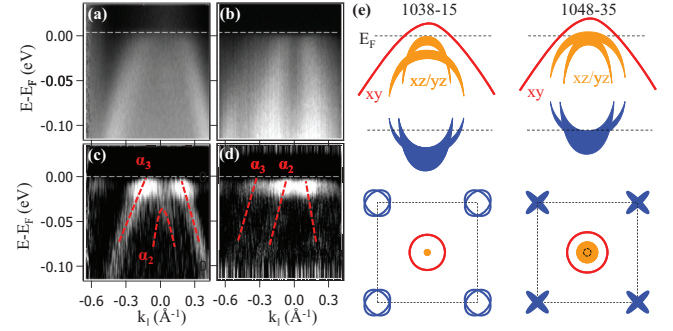 (a)
(b)
(e)
1038-15
1048-35
E-E_F (eV)
0.00
-0.05
-0.10
E_F
xy
xz/yz
xy
xz/yz
(c)
α₃
α₂
(d)
α₃ α₂
E-E_F (eV)
0.00
-0.05
-0.10
-0.6 -0.3 0.0 0.3
-0.6 -0.3 0.0 0.3
k_∥ (Å⁻¹)
k_∥ (Å⁻¹)